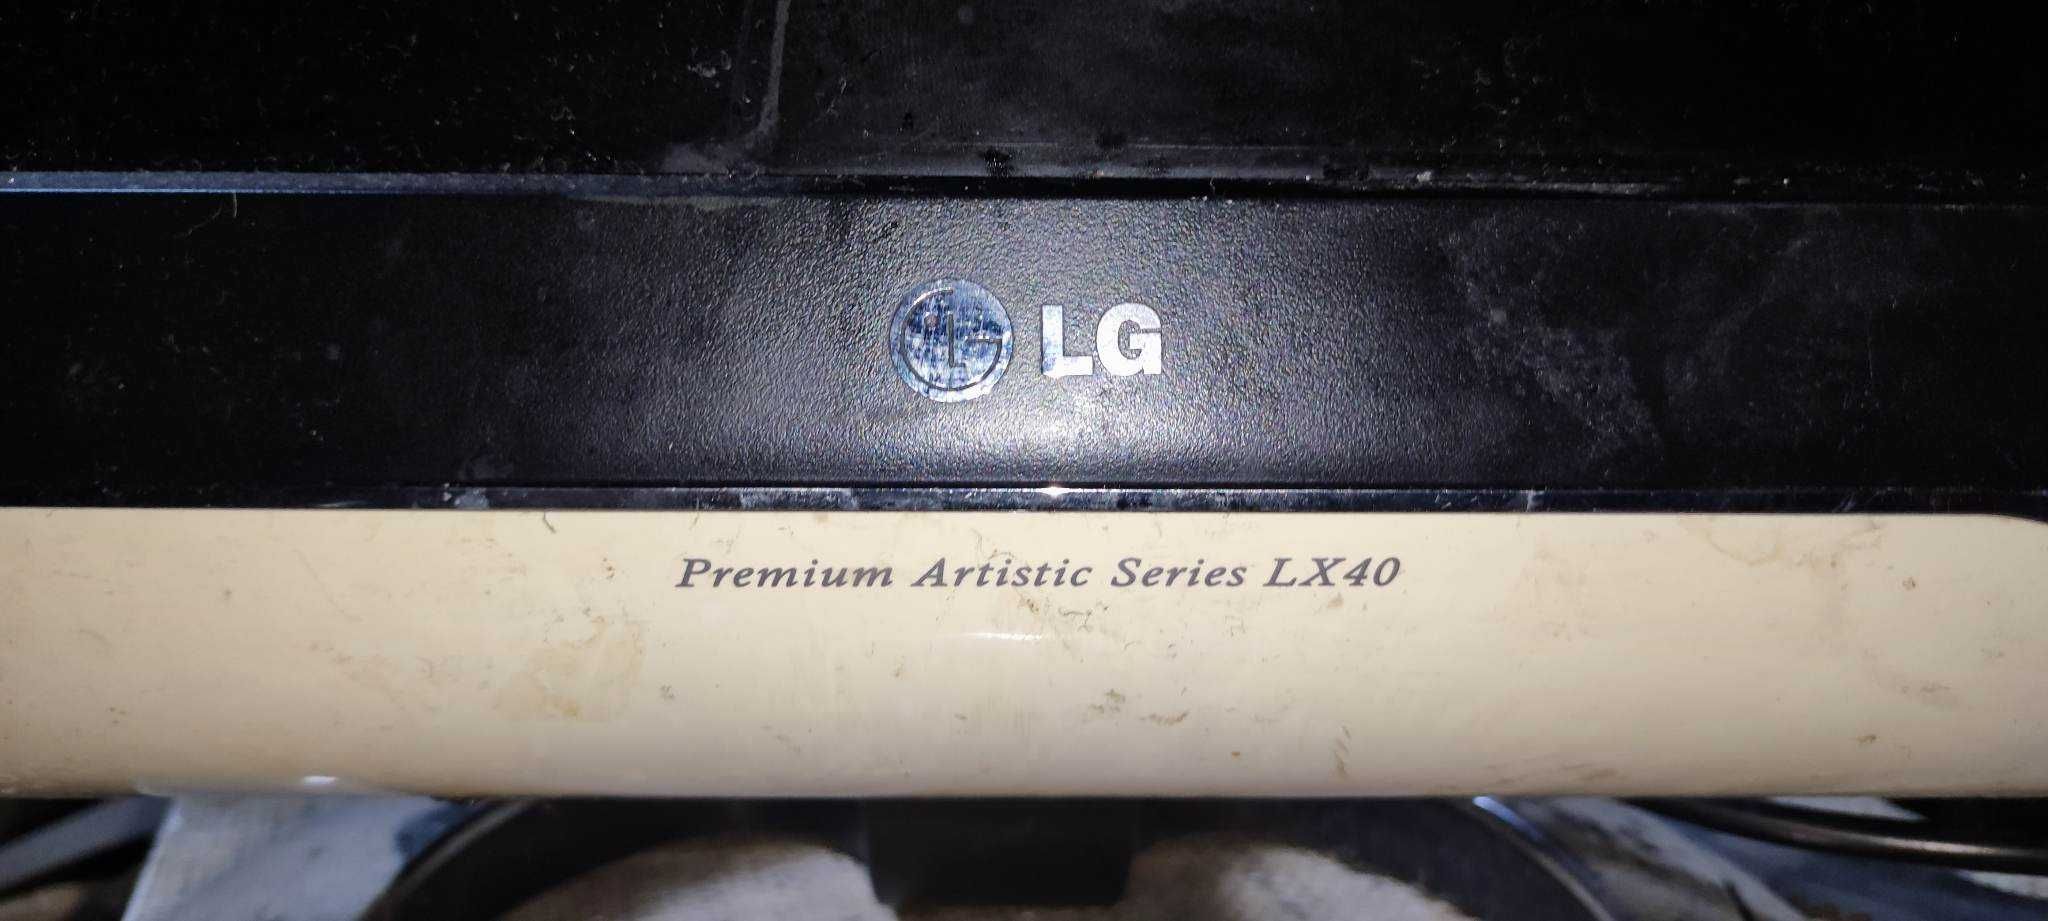 LG
Premium Artistic Series LX40